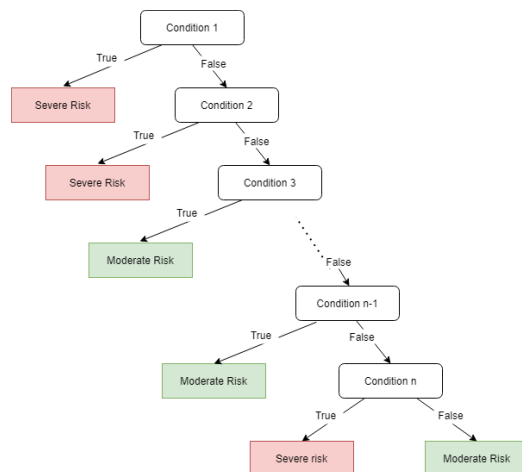 Condition 1
True
False
Severe Risk
Condition 2
True
False
Severe Risk
Condition 3
True
Moderate Risk
False
Condition n-1
True
False
Moderate Risk
Condition n
True
False
Severe risk
Moderate Risk